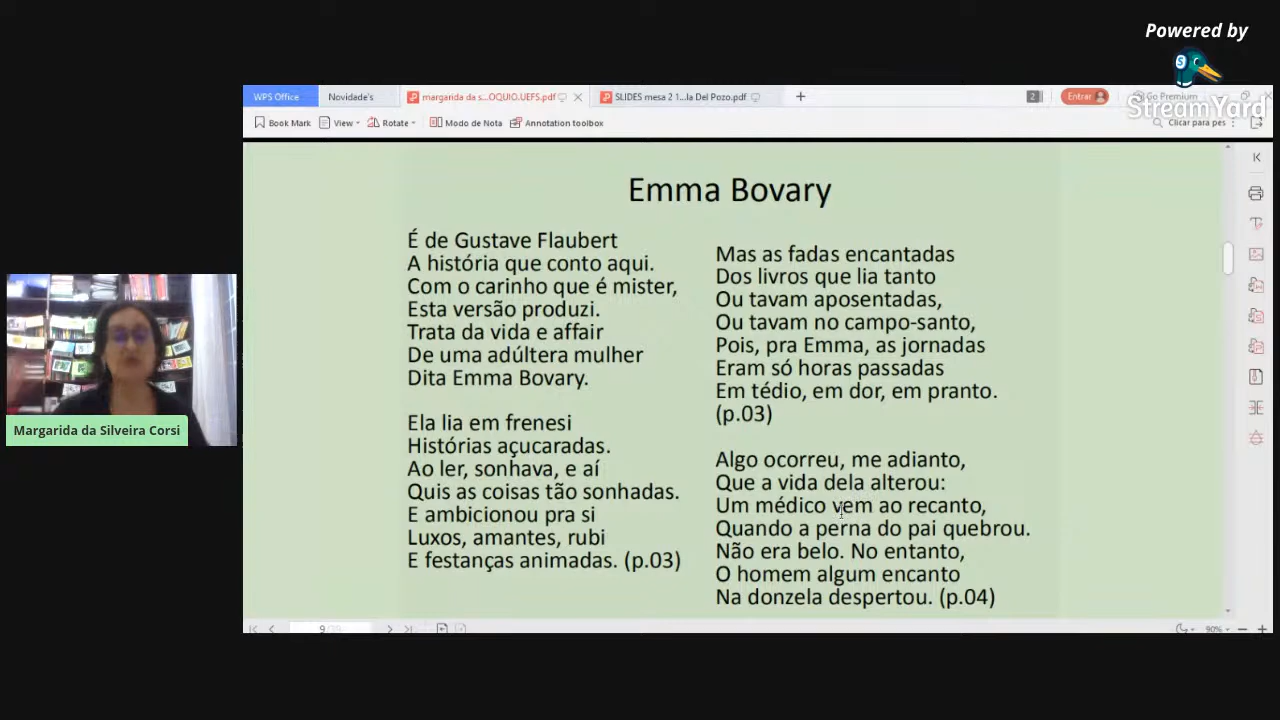 Powered by
S
StreamYard
WPS Office
Novidade's
margarida da s...OQUIO.UEFS.pdf
SLIDES mesa 2 1...la Del Pozo.pdf
2
Entrar
Go Premium
Book Mark
View
Rotate
Modo de Nota
Annotation toolbox
Clicar para pes
Emma Bovary
É de Gustave Flaubert
A história que conto aqui.
Com o carinho que é mister,
Esta versão produzi.
Trata da vida e affair
De uma adúltera mulher
Dita Emma Bovary.
Ela lia em frenesi
Histórias açucaradas.
Ao ler, sonhava, e aí
Quis as coisas tão sonhadas.
E ambicionou pra si
Luxos, amantes, rubi
E festanças animadas. (p.03)
Mas as fadas encantadas
Dos livros que lia tanto
Ou tavam aposentadas,
Ou tavam no campo-santo,
Pois, pra Emma, as jornadas
Eram só horas passadas
Em tédio, em dor, em pranto.
(p.03)
Algo ocorreu, me adianto,
Que a vida dela alterou:
Um médico vem ao recanto,
Quando a perna do pai quebrou.
Não era belo. No entanto,
O homem algum encanto
Na donzela despertou. (p.04)
Margarida da Silveira Corsi
90%